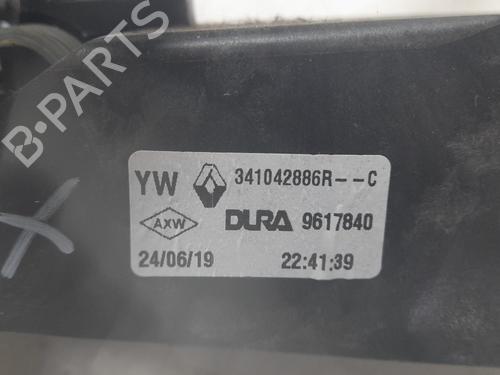 B-PARTS
YW 341042886R--C
AXW DURA 9617840
24/06/19 22:41:39